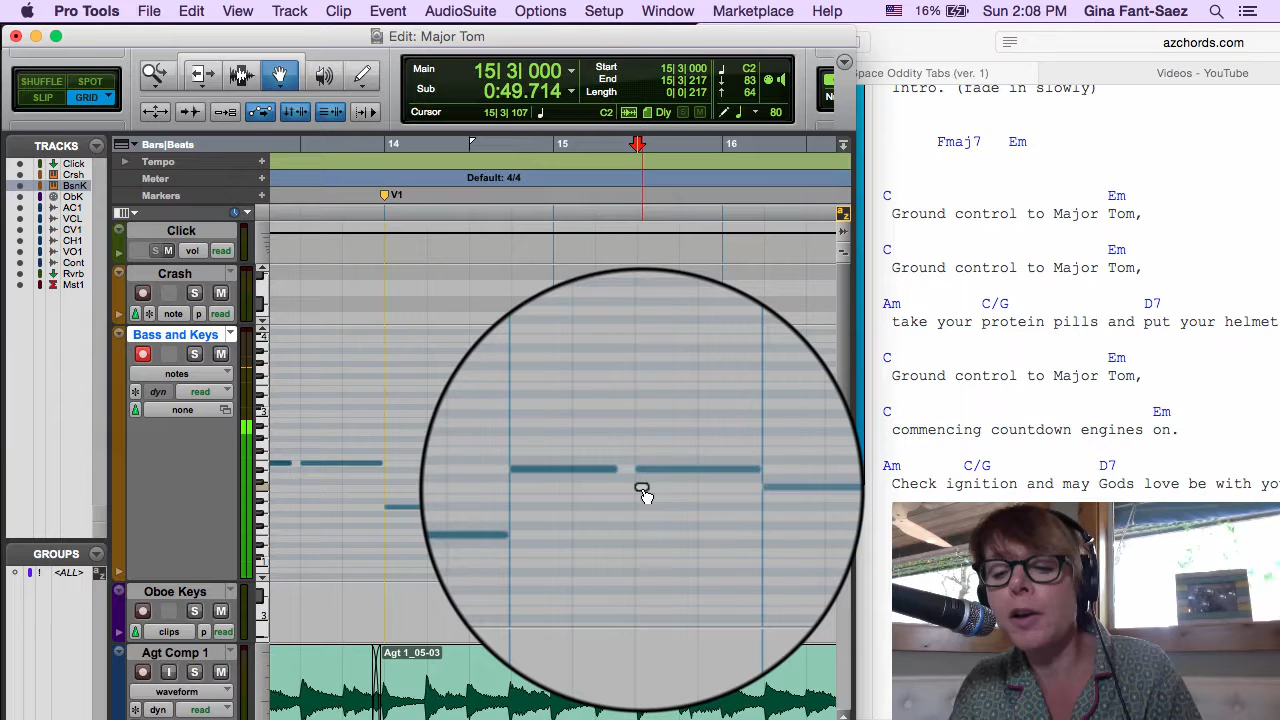 Pro Tools File Edit View Track Clip Event AudioSuite Options Setup Window Marketplace Help 16% Sun 2:08 PM Gina Fant-Saez
Edit: Major Tom
azchords.com
Space Oddity Tabs (ver. 1) Videos - YouTube
SHUFFLE SPOT
SLIP GRID
Main 15| 3| 000
Sub 0:49.714
Start 15| 3| 000
End 15| 3| 217
Length 0| 0| 217
C2
83
64
Cursor 15| 3| 107 C2 Dly S M 80
TRACKS
Click
Crsh
BsnK
ObK
AC1
VCL
CV1
CH1
VO1
Cont
Rvrb
Mst1
GROUPS
! <ALL>
Bars|Beats 14 15 16
Tempo
Meter Default: 4/4
Markers V1
Click
S M vol read
Crash
S M
note p read
Bass and Keys
S M
notes
dyn read
none
4
3
2
1
Oboe Keys
S M
clips p read
3
Agt Comp 1
I S M
waveform
dyn read
Agt 1_05-03
Intro. (fade in slowly)
Fmaj7 Em
C Em
Ground control to Major Tom,
C Em
Ground control to Major Tom,
Am C/G D7
take your protein pills and put your helmet
C Em
Ground control to Major Tom,
C Em
commencing countdown engines on.
Am C/G D7
Check ignition and may Gods love be with yo